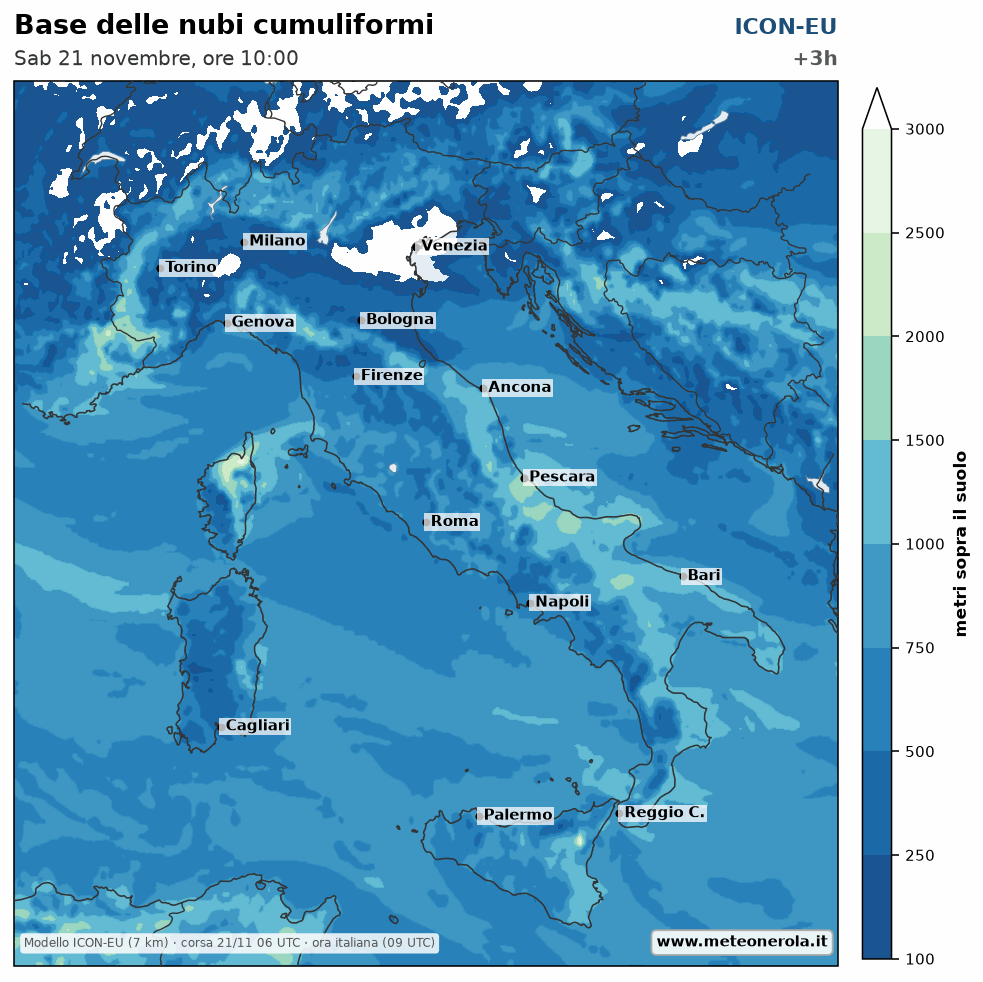 Base delle nubi cumuliformi
ICON-EU
Sab 21 novembre, ore 10:00
+3h
3000
2500
2000
1500
1000
750
500
250
100
metri sopra il suolo
Milano
Venezia
Torino
Genova
Bologna
Firenze
Ancona
Pescara
Roma
Bari
Napoli
Cagliari
Palermo
Reggio C.
Modello ICON-EU (7 km) · corsa 21/11 06 UTC · ora italiana (09 UTC)
www.meteonerola.it